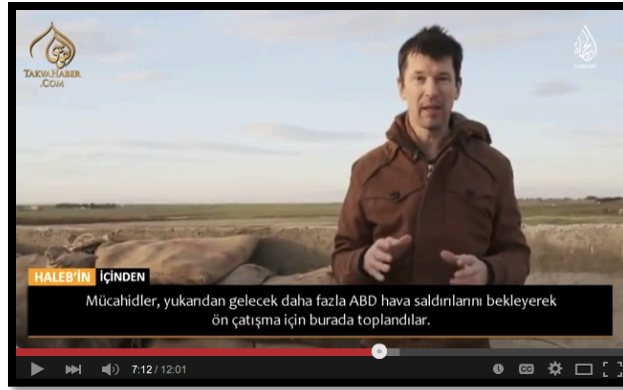 TAKVAHABER
.COM
HALEB'İN İÇİNDEN
Mücahidler, yukarıdan gelecek daha fazla ABD hava saldırılarını bekleyerek
ön çatışma için burada toplandılar.
7:12 / 12:01
CC